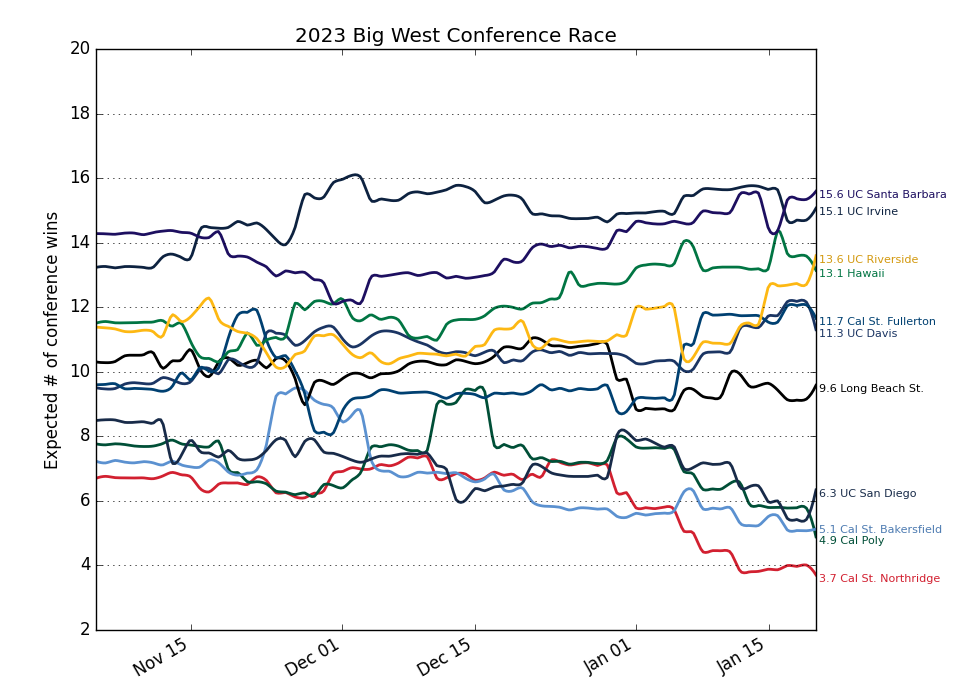 2023 Big West Conference Race
Expected # of conference wins
20
18
16
14
12
10
8
6
4
2
Nov 15
Dec 01
Dec 15
Jan 01
Jan 15
15.6 UC Santa Barbara
15.1 UC Irvine
13.6 UC Riverside
13.1 Hawaii
11.7 Cal St. Fullerton
11.3 UC Davis
9.6 Long Beach St.
6.3 UC San Diego
5.1 Cal St. Bakersfield
4.9 Cal Poly
3.7 Cal St. Northridge